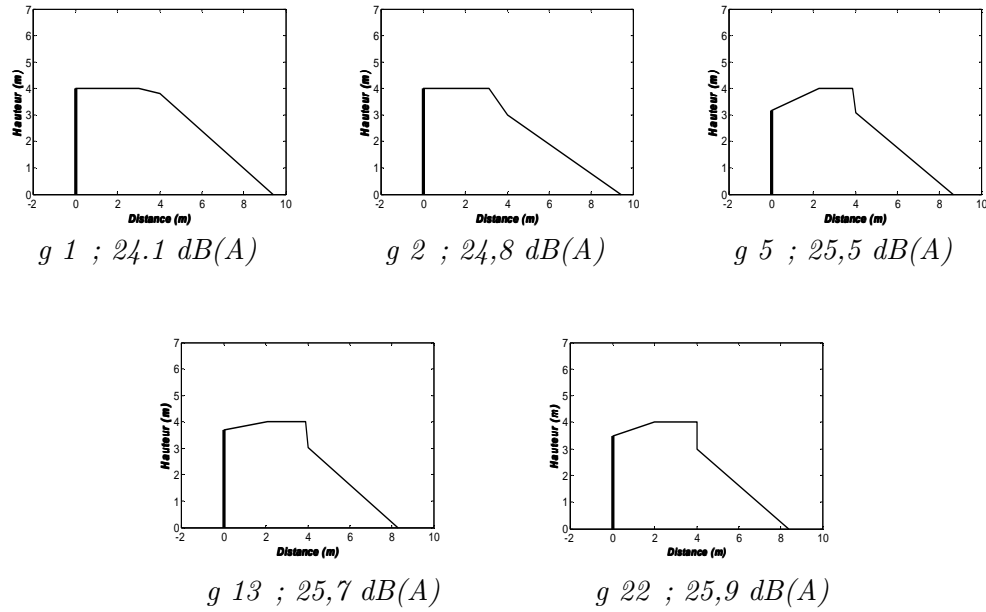 7
6
5
4
3
2
1
0
Hauteur (m)
-2 0 2 4 6 8 10
Distance (m)
g 1 ; 24.1 dB(A)
7
6
5
4
3
2
1
0
Hauteur (m)
-2 0 2 4 6 8 10
Distance (m)
g 2 ; 24,8 dB(A)
7
6
5
4
3
2
1
0
Hauteur (m)
-2 0 2 4 6 8 10
Distance (m)
g 5 ; 25,5 dB(A)
7
6
5
4
3
2
1
0
Hauteur (m)
-2 0 2 4 6 8 10
Distance (m)
g 13 ; 25,7 dB(A)
7
6
5
4
3
2
1
0
Hauteur (m)
-2 0 2 4 6 8 10
Distance (m)
g 22 ; 25,9 dB(A)